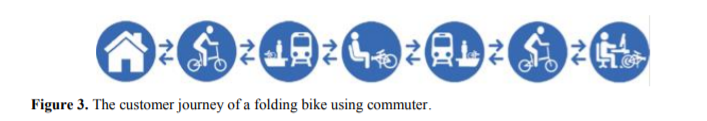 Figure 3. The customer journey of a folding bike using commuter.